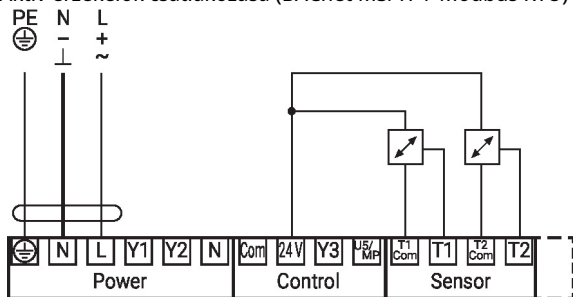 PE N L
− +
⊥ ~
N L Y1 Y2 N Com 24V Y3 U5/MP T1 Com T1 T2 Com T2
Power Control Sensor